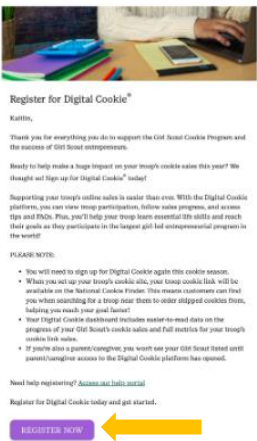 Register for Digital Cookie®
Kaitlin,
Thank you for everything you do to support the Girl Scout Cookie Program and
the success of Girl Scout entrepreneurs.
Ready to help make a huge impact on your troop's cookie sales this year? We
thought so! Sign up for Digital Cookie® today!
Supporting your troop's online sales is easier than ever. With the Digital Cookie
platform, you can view troop participation, follow sales progress, and access
tips and FAQs. Plus, you'll help your troop learn essential life skills and reach
their goals as they participate in the largest girl-led entrepreneurial program in
the world!
PLEASE NOTE:
• You will need to sign up for Digital Cookie again this cookie season.
• When you set up your troop's cookie site, your troop cookie link will be
available on the National Cookie Finder. This means customers can find
you when searching for a troop near them to order shipped cookies from,
helping you reach your goal faster!
• Your Digital Cookie dashboard includes easier-to-read data on the
progress of your Girl Scout's cookie sales and full metrics for your troop's
cookie link sales.
• If you're also a parent/caregiver, you won't see your Girl Scout listed until
parent/caregiver access to the Digital Cookie platform has opened.
Need help registering? Access our help portal
Register for Digital Cookie today and get started.
REGISTER NOW